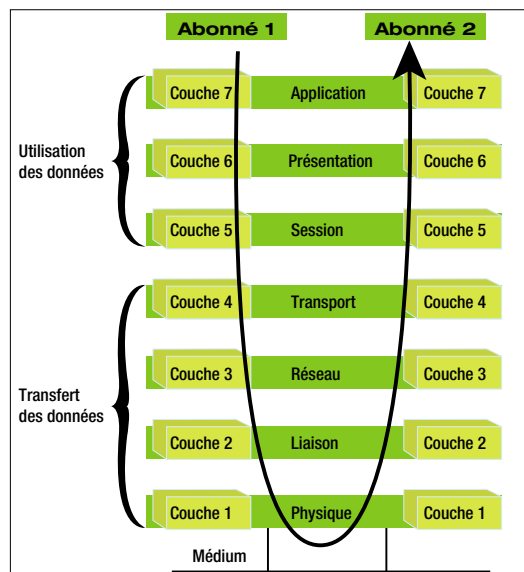 Abonné 1 Abonné 2
Couche 7 Application Couche 7
Utilisation
des données
Couche 6 Présentation Couche 6
Couche 5 Session Couche 5
Couche 4 Transport Couche 4
Transfert
des données
Couche 3 Réseau Couche 3
Couche 2 Liaison Couche 2
Couche 1 Physique Couche 1
Médium